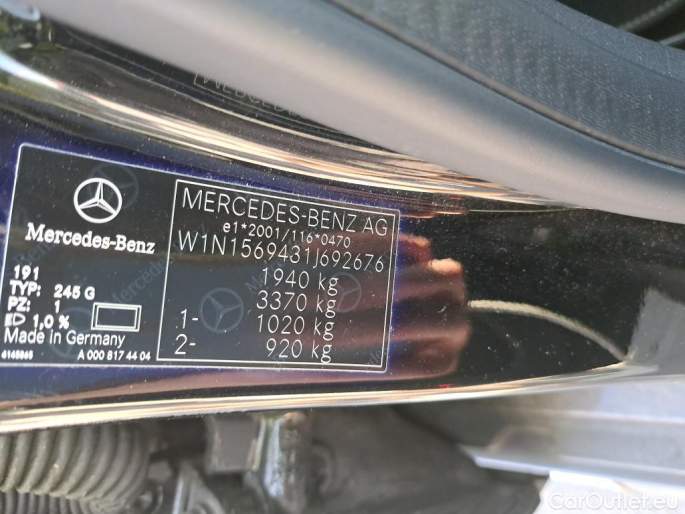 Mercedes-Benz
191
TYP: 245 G
PZ: 1
1,0 %
Made in Germany
A 000 817 44 04
MERCEDES-BENZ AG
e1*2001/116*0470
W1N1569431J692676
1940 kg
3370 kg
1- 1020 kg
2- 920 kg
CarOutlet.eu